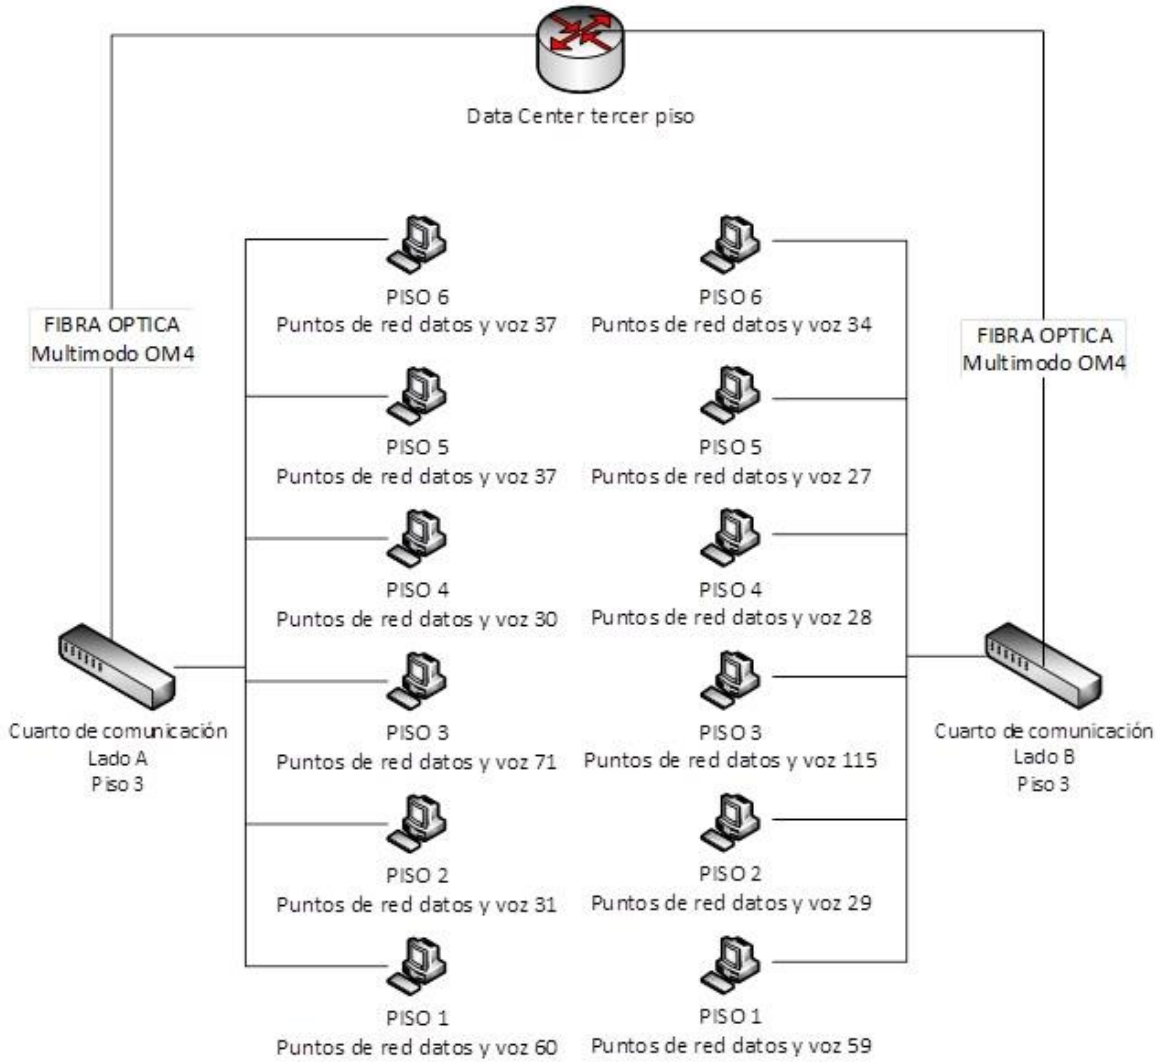 Data Center tercer piso
FIBRA OPTICA
Multimodo OM4
FIBRA OPTICA
Multimodo OM4
PISO 6
Puntos de red datos y voz 37
PISO 6
Puntos de red datos y voz 34
PISO 5
Puntos de red datos y voz 37
PISO 5
Puntos de red datos y voz 27
PISO 4
Puntos de red datos y voz 30
PISO 4
Puntos de red datos y voz 28
Cuarto de comunicación
Lado A
Piso 3
PISO 3
Puntos de red datos y voz 71
PISO 3
Puntos de red datos y voz 115
Cuarto de comunicación
Lado B
Piso 3
PISO 2
Puntos de red datos y voz 31
PISO 2
Puntos de red datos y voz 29
PISO 1
Puntos de red datos y voz 60
PISO 1
Puntos de red datos y voz 59